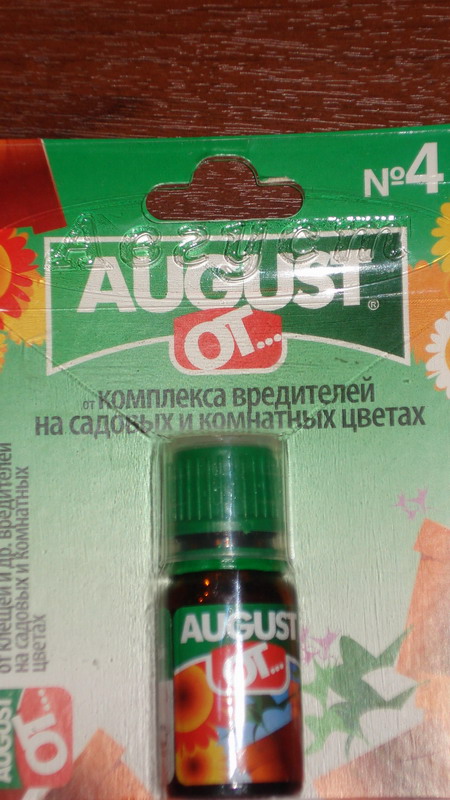 №4
Август
AUGUST®
ОТ...
от КОМПЛЕКСА ВРЕДИТЕЛЕЙ
НА САДОВЫХ И КОМНАТНЫХ ЦВЕТАХ
ОТ КЛЕЩЕЙ И ДР. ВРЕДИТЕЛЕЙ
НА САДОВЫХ И КОМНАТНЫХ
ЦВЕТАХ
AUGUST
ОТ...
AUGUST
ОТ...